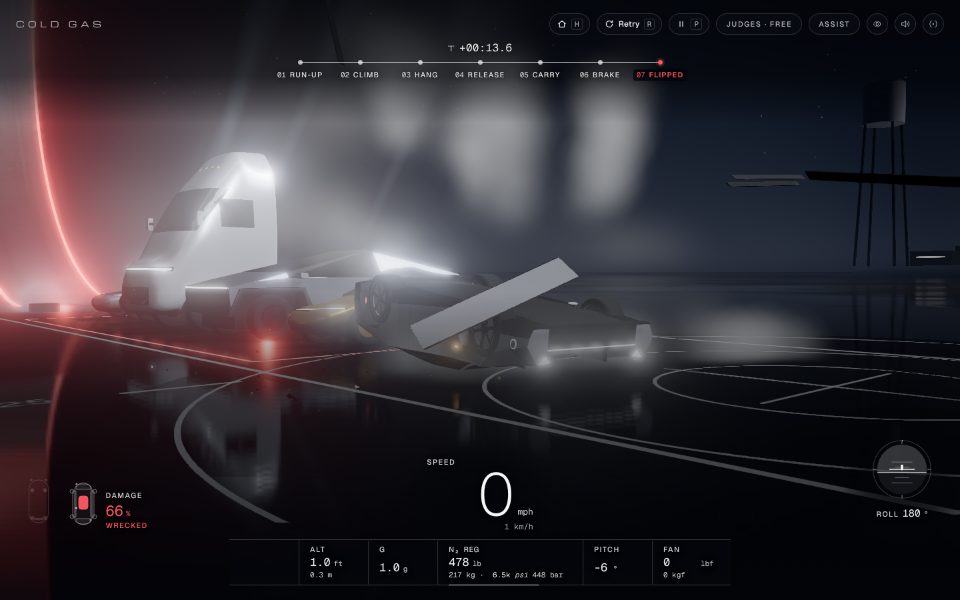 COLD GAS
H
Retry R
P
JUDGES · FREE
ASSIST
T +00:13.6
01 RUN-UP
02 CLIMB
03 HANG
04 RELEASE
05 CARRY
06 BRAKE
07 FLIPPED
DAMAGE
66 %
WRECKED
SPEED
0 mph
1 km/h
ROLL 180 °
ALT
1.0 ft
0.3 m
G
1.0 g
N₂ REG
478 lb
217 kg · 6.5k psi 448 bar
PITCH
-6 °
FAN
0 lbf
0 kgf